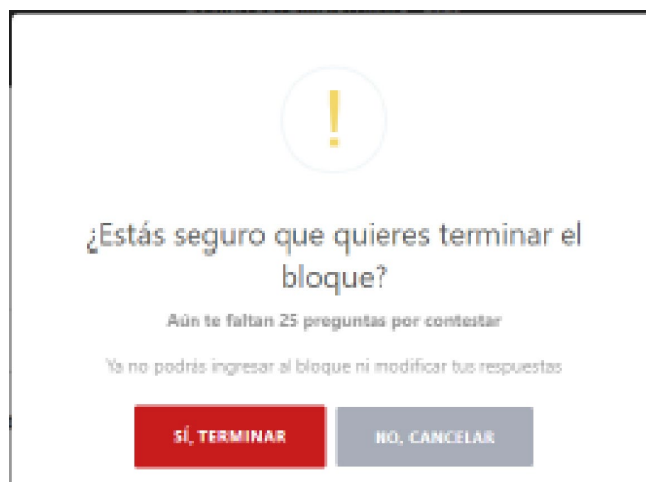 ¿Estás seguro que quieres terminar el
bloque?
Aún te faltan 25 preguntas por contestar
Ya no podrás ingresar al bloque ni modificar tus respuestas
SÍ, TERMINAR
NO, CANCELAR